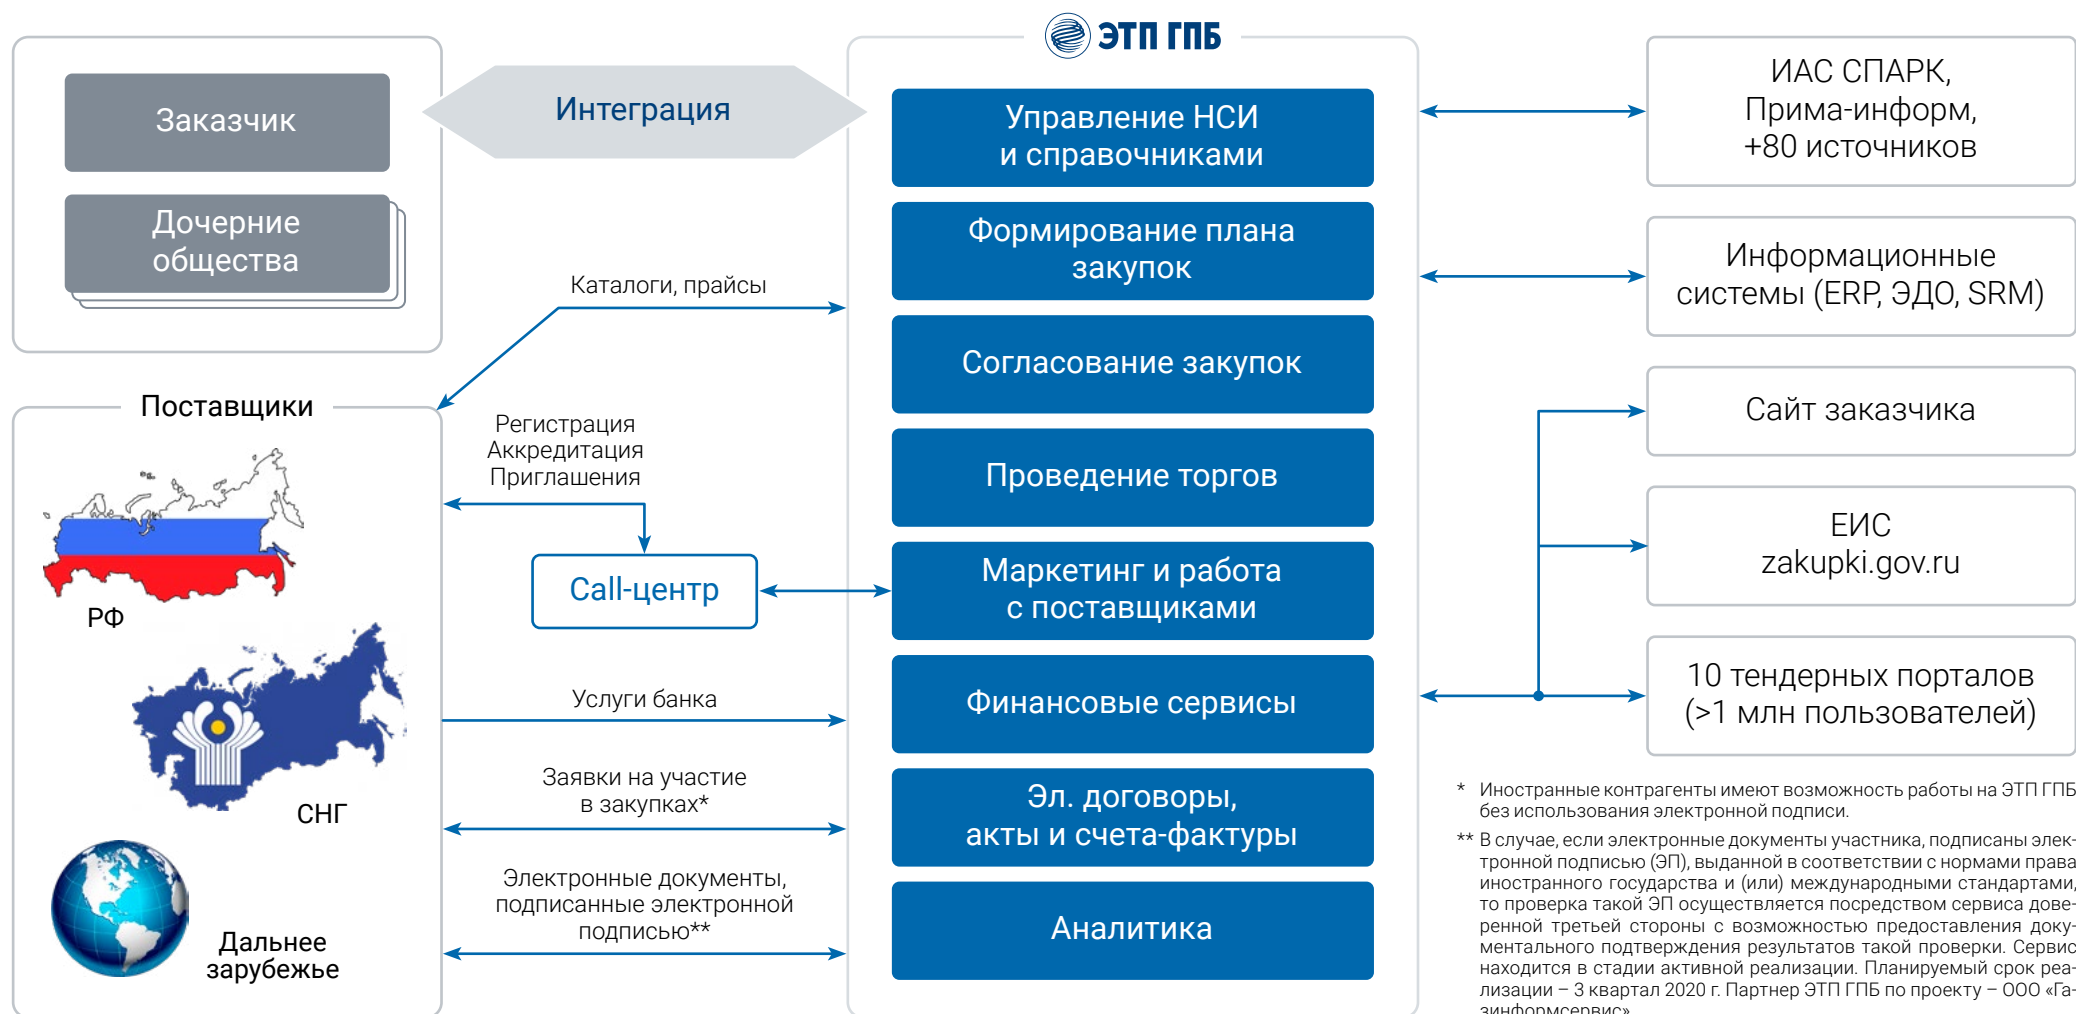 ЭТП ГПБ
Заказчик
Дочерние
общества
Интеграция
Поставщики
РФ
СНГ
Дальнее
зарубежье
Каталоги, прайсы
Регистрация
Аккредитация
Приглашения
Call-центр
Услуги банка
Заявки на участие
в закупках*
Электронные документы,
подписанные электронной
подписью**
Управление НСИ
и справочниками
Формирование плана
закупок
Согласование закупок
Проведение торгов
Маркетинг и работа
с поставщиками
Финансовые сервисы
Эл. договоры,
акты и счета-фактуры
Аналитика
ИАС СПАРК,
Прима-информ,
+80 источников
Информационные
системы (ERP, ЭДО, SRM)
Сайт заказчика
ЕИС
zakupki.gov.ru
10 тендерных порталов
(>1 млн пользователей)
* Иностранные контрагенты имеют возможность работы на ЭТП ГПБ
без использования электронной подписи.
** В случае, если электронные документы участника, подписаны элек-
тронной подписью (ЭП), выданной в соответствии с нормами права
иностранного государства и (или) международными стандартами,
то проверка такой ЭП осуществляется посредством сервиса дове-
ренной третьей стороны с возможностью предоставления доку-
ментального подтверждения результатов такой проверки. Сервис
находится в стадии активной реализации. Планируемый срок реа-
лизации – 3 квартал 2020 г. Партнер ЭТП ГПБ по проекту – ООО «Га-
зинформсервис»